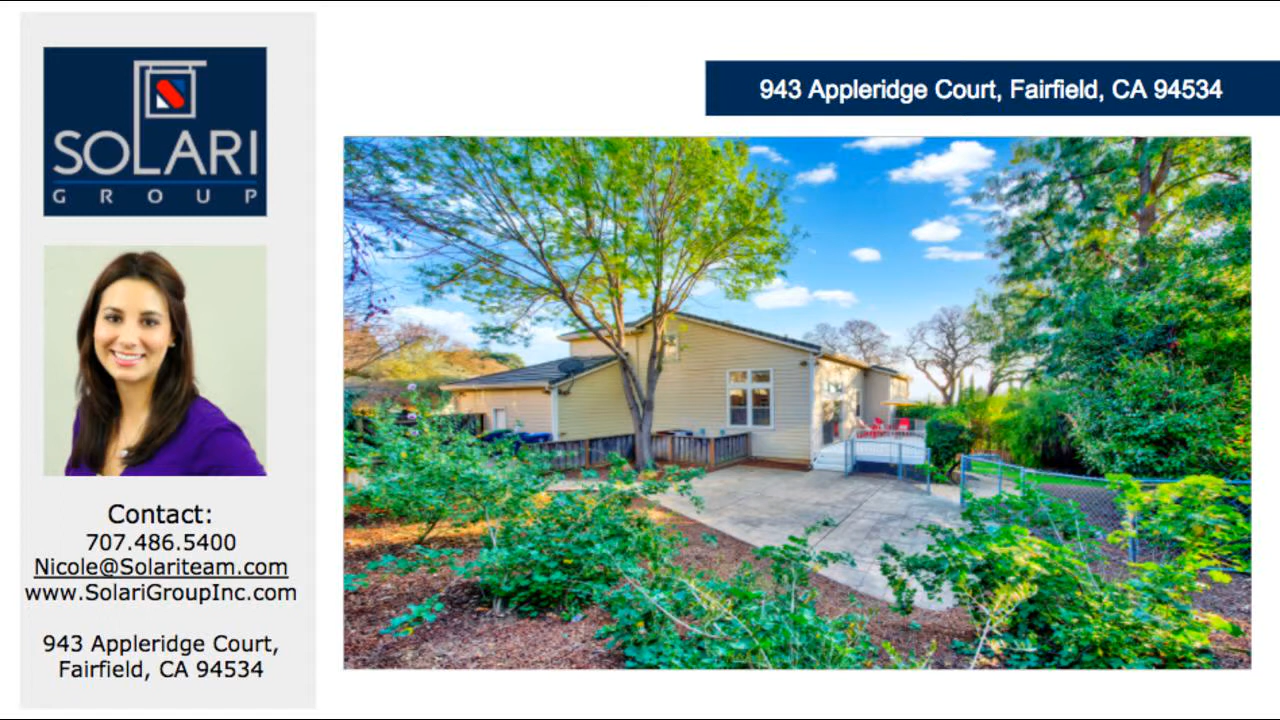 SOLARI
GROUP
943 Appleridge Court, Fairfield, CA 94534
Contact:
707.486.5400
Nicole@Solariteam.com
www.SolariGroupInc.com
943 Appleridge Court,
Fairfield, CA 94534